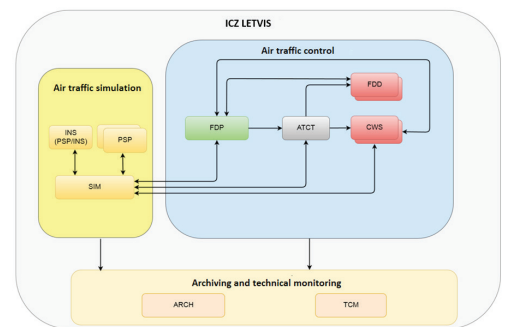 ICZ LETVIS
Air traffic control
Air traffic simulation
FDD
INS
(PSP/INS)
PSP
FDP
ATCT
CWS
SIM
Archiving and technical monitoring
ARCH
TCM